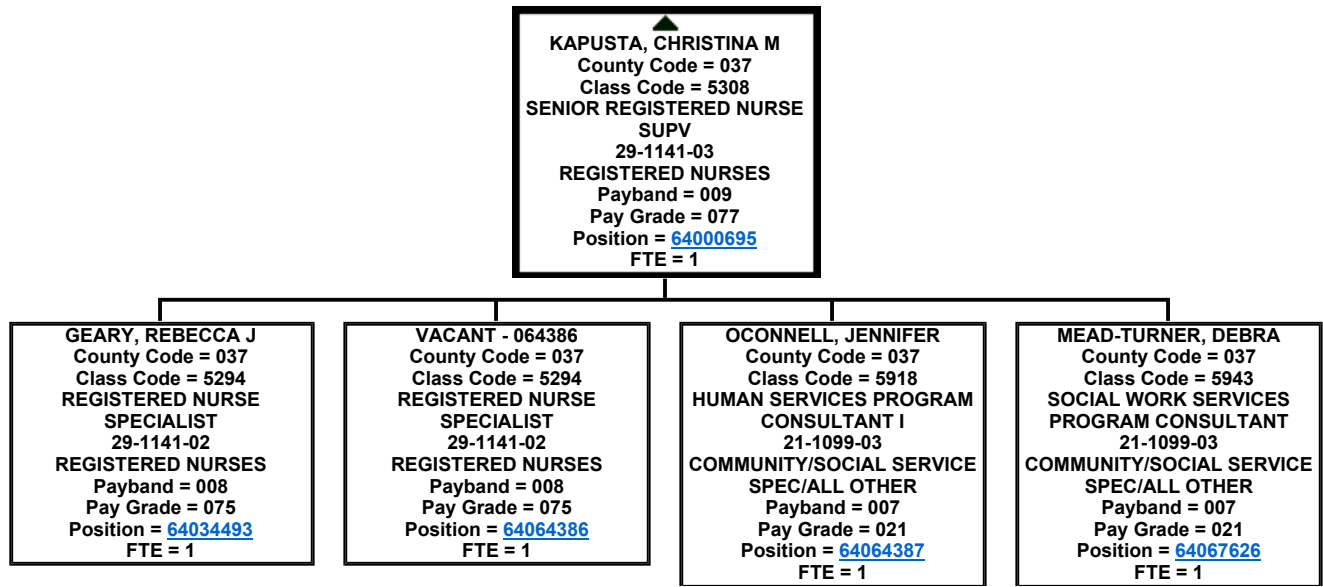 KAPUSTA, CHRISTINA M
County Code = 037
Class Code = 5308
SENIOR REGISTERED NURSE
SUPV
29-1141-03
REGISTERED NURSES
Payband = 009
Pay Grade = 077
Position = 64000695
FTE = 1
GEARY, REBECCA J
County Code = 037
Class Code = 5294
REGISTERED NURSE
SPECIALIST
29-1141-02
REGISTERED NURSES
Payband = 008
Pay Grade = 075
Position = 64034493
FTE = 1
VACANT - 064386
County Code = 037
Class Code = 5294
REGISTERED NURSE
SPECIALIST
29-1141-02
REGISTERED NURSES
Payband = 008
Pay Grade = 075
Position = 64064386
FTE = 1
OCONNELL, JENNIFER
County Code = 037
Class Code = 5918
HUMAN SERVICES PROGRAM
CONSULTANT I
21-1099-03
COMMUNITY/SOCIAL SERVICE
SPEC/ALL OTHER
Payband = 007
Pay Grade = 021
Position = 64064387
FTE = 1
MEAD-TURNER, DEBRA
County Code = 037
Class Code = 5943
SOCIAL WORK SERVICES
PROGRAM CONSULTANT
21-1099-03
COMMUNITY/SOCIAL SERVICE
SPEC/ALL OTHER
Payband = 007
Pay Grade = 021
Position = 64067626
FTE = 1